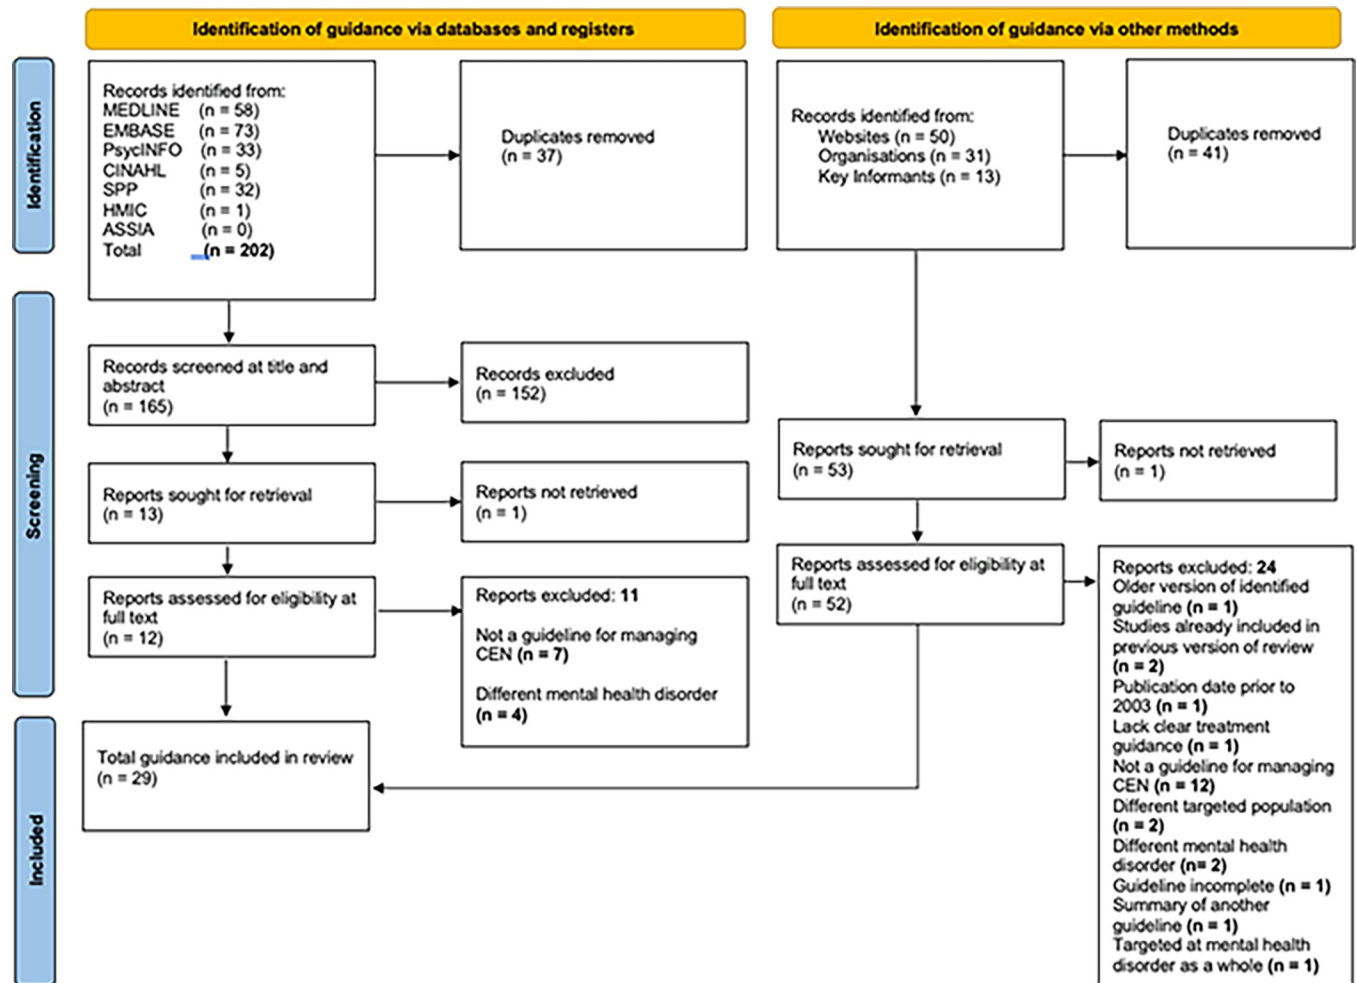 Identification of guidance via databases and registers
Identification of guidance via other methods
Identification
Records identified from:
MEDLINE (n = 58)
EMBASE (n = 73)
PsycINFO (n = 33)
CINAHL (n = 5)
SPP (n = 32)
HMIC (n = 1)
ASSIA (n = 0)
Total (n = 202)
Duplicates removed
(n = 37)
Records identified from:
Websites (n = 50)
Organisations (n = 31)
Key Informants (n = 13)
Duplicates removed
(n = 41)
Screening
Records screened at title and
abstract
(n = 165)
Records excluded
(n = 152)
Reports sought for retrieval
(n = 13)
Reports not retrieved
(n = 1)
Reports sought for retrieval
(n = 53)
Reports not retrieved
(n = 1)
Reports assessed for eligibility at
full text
(n = 12)
Reports excluded: 11
Not a guideline for managing
CEN (n = 7)
Different mental health disorder
(n = 4)
Reports assessed for eligibility at
full text
(n = 52)
Reports excluded: 24
Older version of identified
guideline (n = 1)
Studies already included in
previous version of review
(n = 2)
Publication date prior to
2003 (n = 1)
Lack clear treatment
guidance (n = 1)
Not a guideline for managing
CEN (n = 12)
Different targeted population
(n = 2)
Different mental health
disorder (n= 2)
Guideline incomplete (n = 1)
Summary of another
guideline (n = 1)
Targeted at mental health
disorder as a whole (n = 1)
Included
Total guidance included in review
(n = 29)